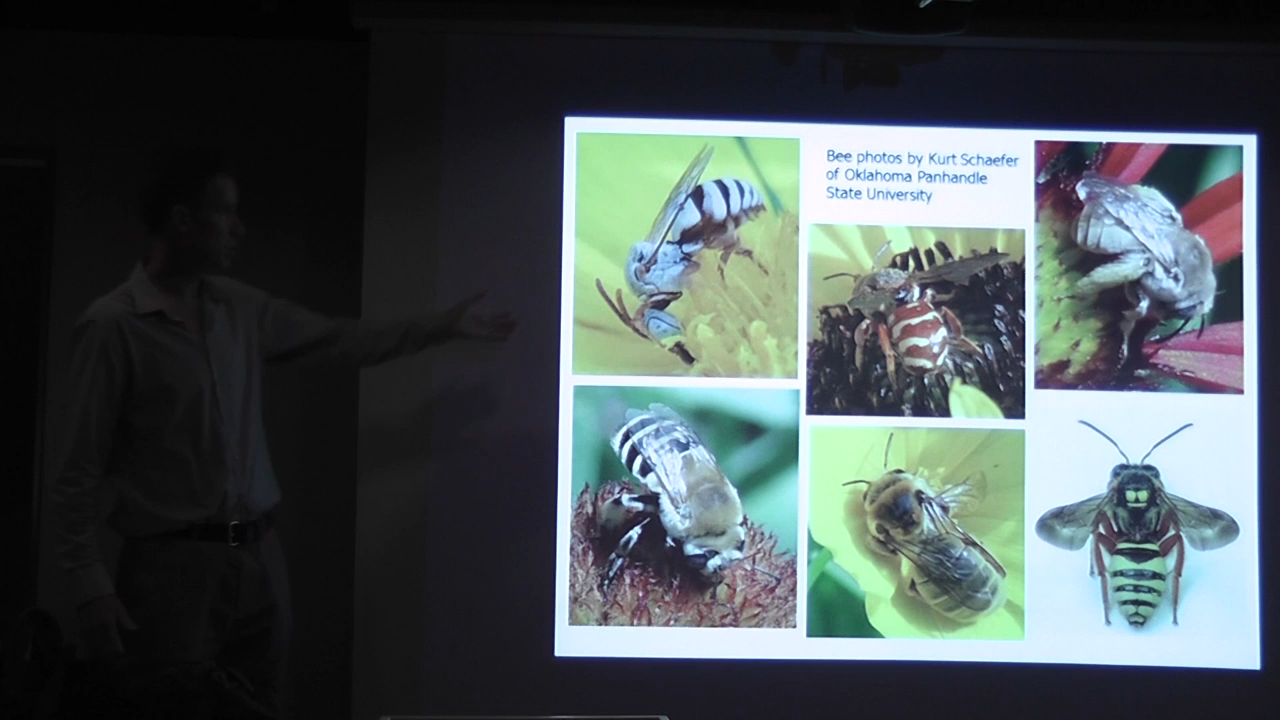 Bee photos by Kurt Schaefer
of Oklahoma Panhandle
State University